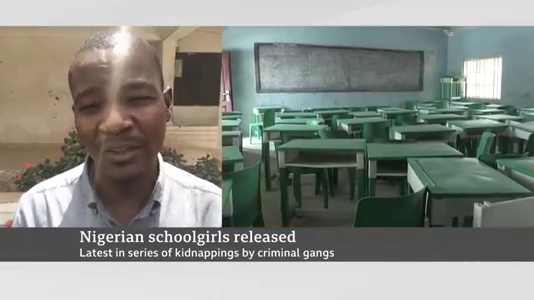 Nigerian schoolgirls released
Latest in series of kidnappings by criminal gangs